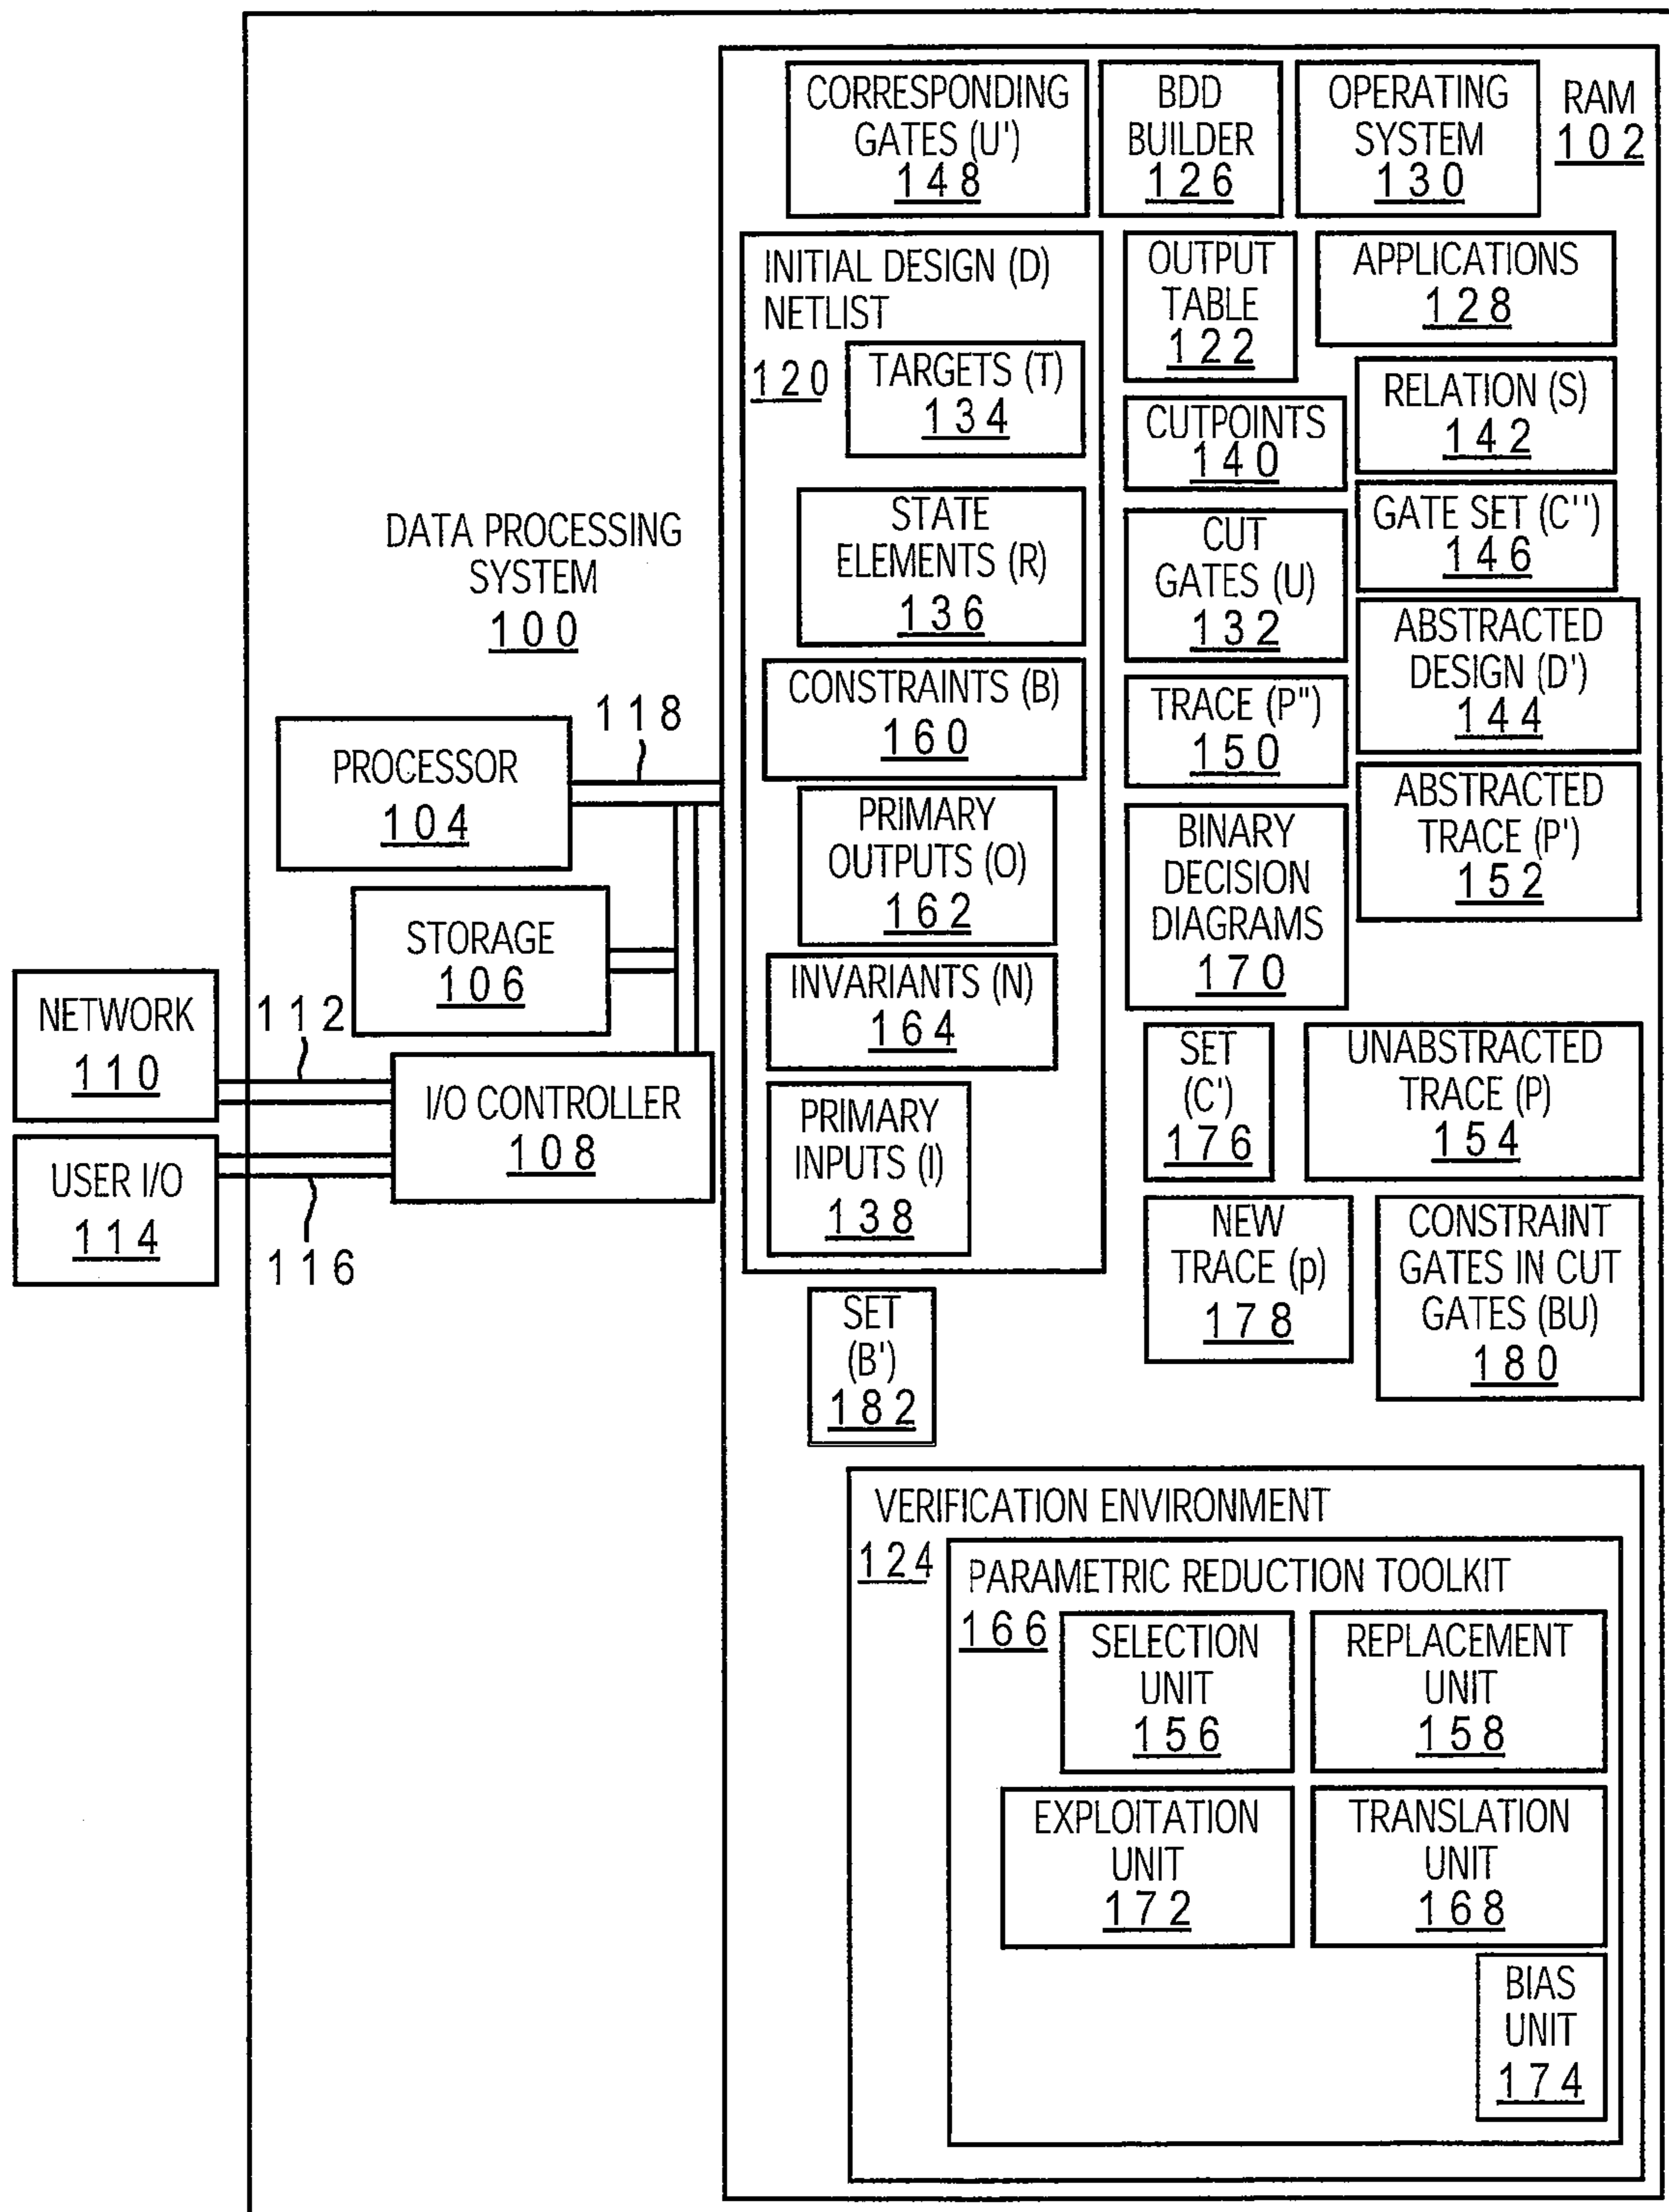 CORRESPONDING
GATES (U')
148
BDD
BUILDER
126
OPERATING
SYSTEM
130
RAM
102
INITIAL DESIGN (D)
NETLIST
120
TARGETS (T)
134
STATE
ELEMENTS (R)
136
CONSTRAINTS (B)
160
PRIMARY
OUTPUTS (O)
162
INVARIANTS (N)
164
PRIMARY
INPUTS (I)
138
OUTPUT
TABLE
122
APPLICATIONS
128
CUTPOINTS
140
RELATION (S)
142
CUT
GATES (U)
132
GATE SET (C'')
146
ABSTRACTED
DESIGN (D')
144
TRACE (P'')
150
ABSTRACTED
TRACE (P')
152
BINARY
DECISION
DIAGRAMS
170
SET
(C')
176
UNABSTRACTED
TRACE (P)
154
NEW
TRACE (p)
178
CONSTRAINT
GATES IN CUT
GATES (BU)
180
SET
(B')
182
DATA PROCESSING
SYSTEM
100
118
PROCESSOR
104
STORAGE
106
NETWORK
110
112
I/O CONTROLLER
108
USER I/O
114
116
VERIFICATION ENVIRONMENT
124
PARAMETRIC REDUCTION TOOLKIT
166
SELECTION
UNIT
156
REPLACEMENT
UNIT
158
EXPLOITATION
UNIT
172
TRANSLATION
UNIT
168
BIAS
UNIT
174